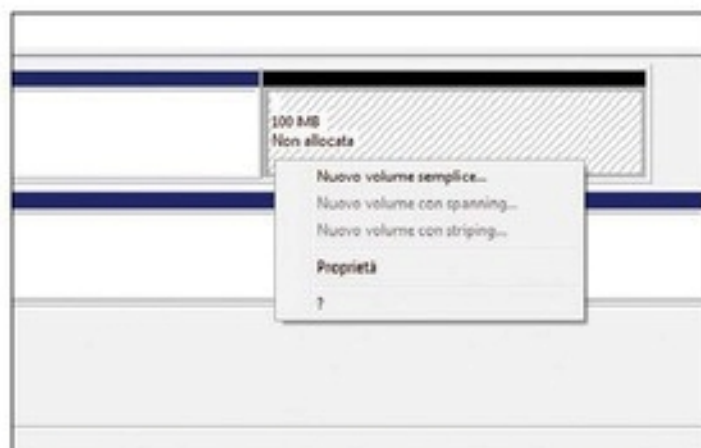 100 MB
Non allocata
Nuovo volume semplice...
Nuovo volume con spanning...
Nuovo volume con striping...
Proprietà
?